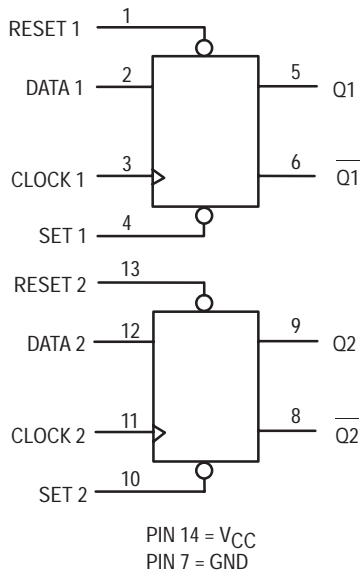 RESET 1 1
DATA 1 2 5 Q1
CLOCK 1 3 6 Q1̅
SET 1 4
RESET 2 13
DATA 2 12 9 Q2
CLOCK 2 11 8 Q2̅
SET 2 10
PIN 14 = VCC
PIN 7 = GND